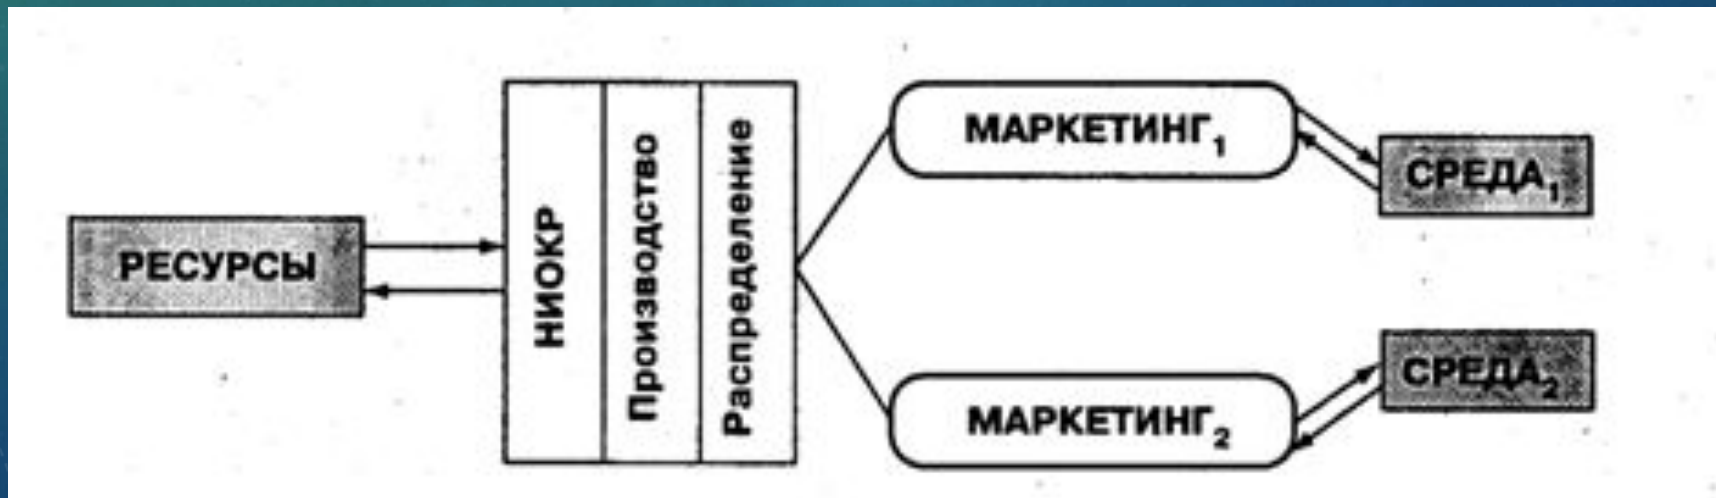 РЕСУРСЫ
НИОКР
Производство
Распределение
МАРКЕТИНГ₁
СРЕДА₁
МАРКЕТИНГ₂
СРЕДА₂